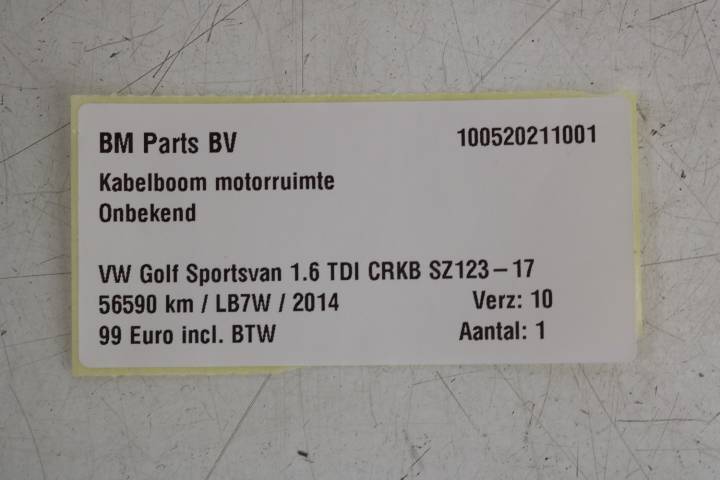 BM Parts BV 100520211001
Kabelboom motorruimte
Onbekend
VW Golf Sportsvan 1.6 TDI CRKB SZ123-17
56590 km / LB7W / 2014 Verz: 10
99 Euro incl. BTW Aantal: 1